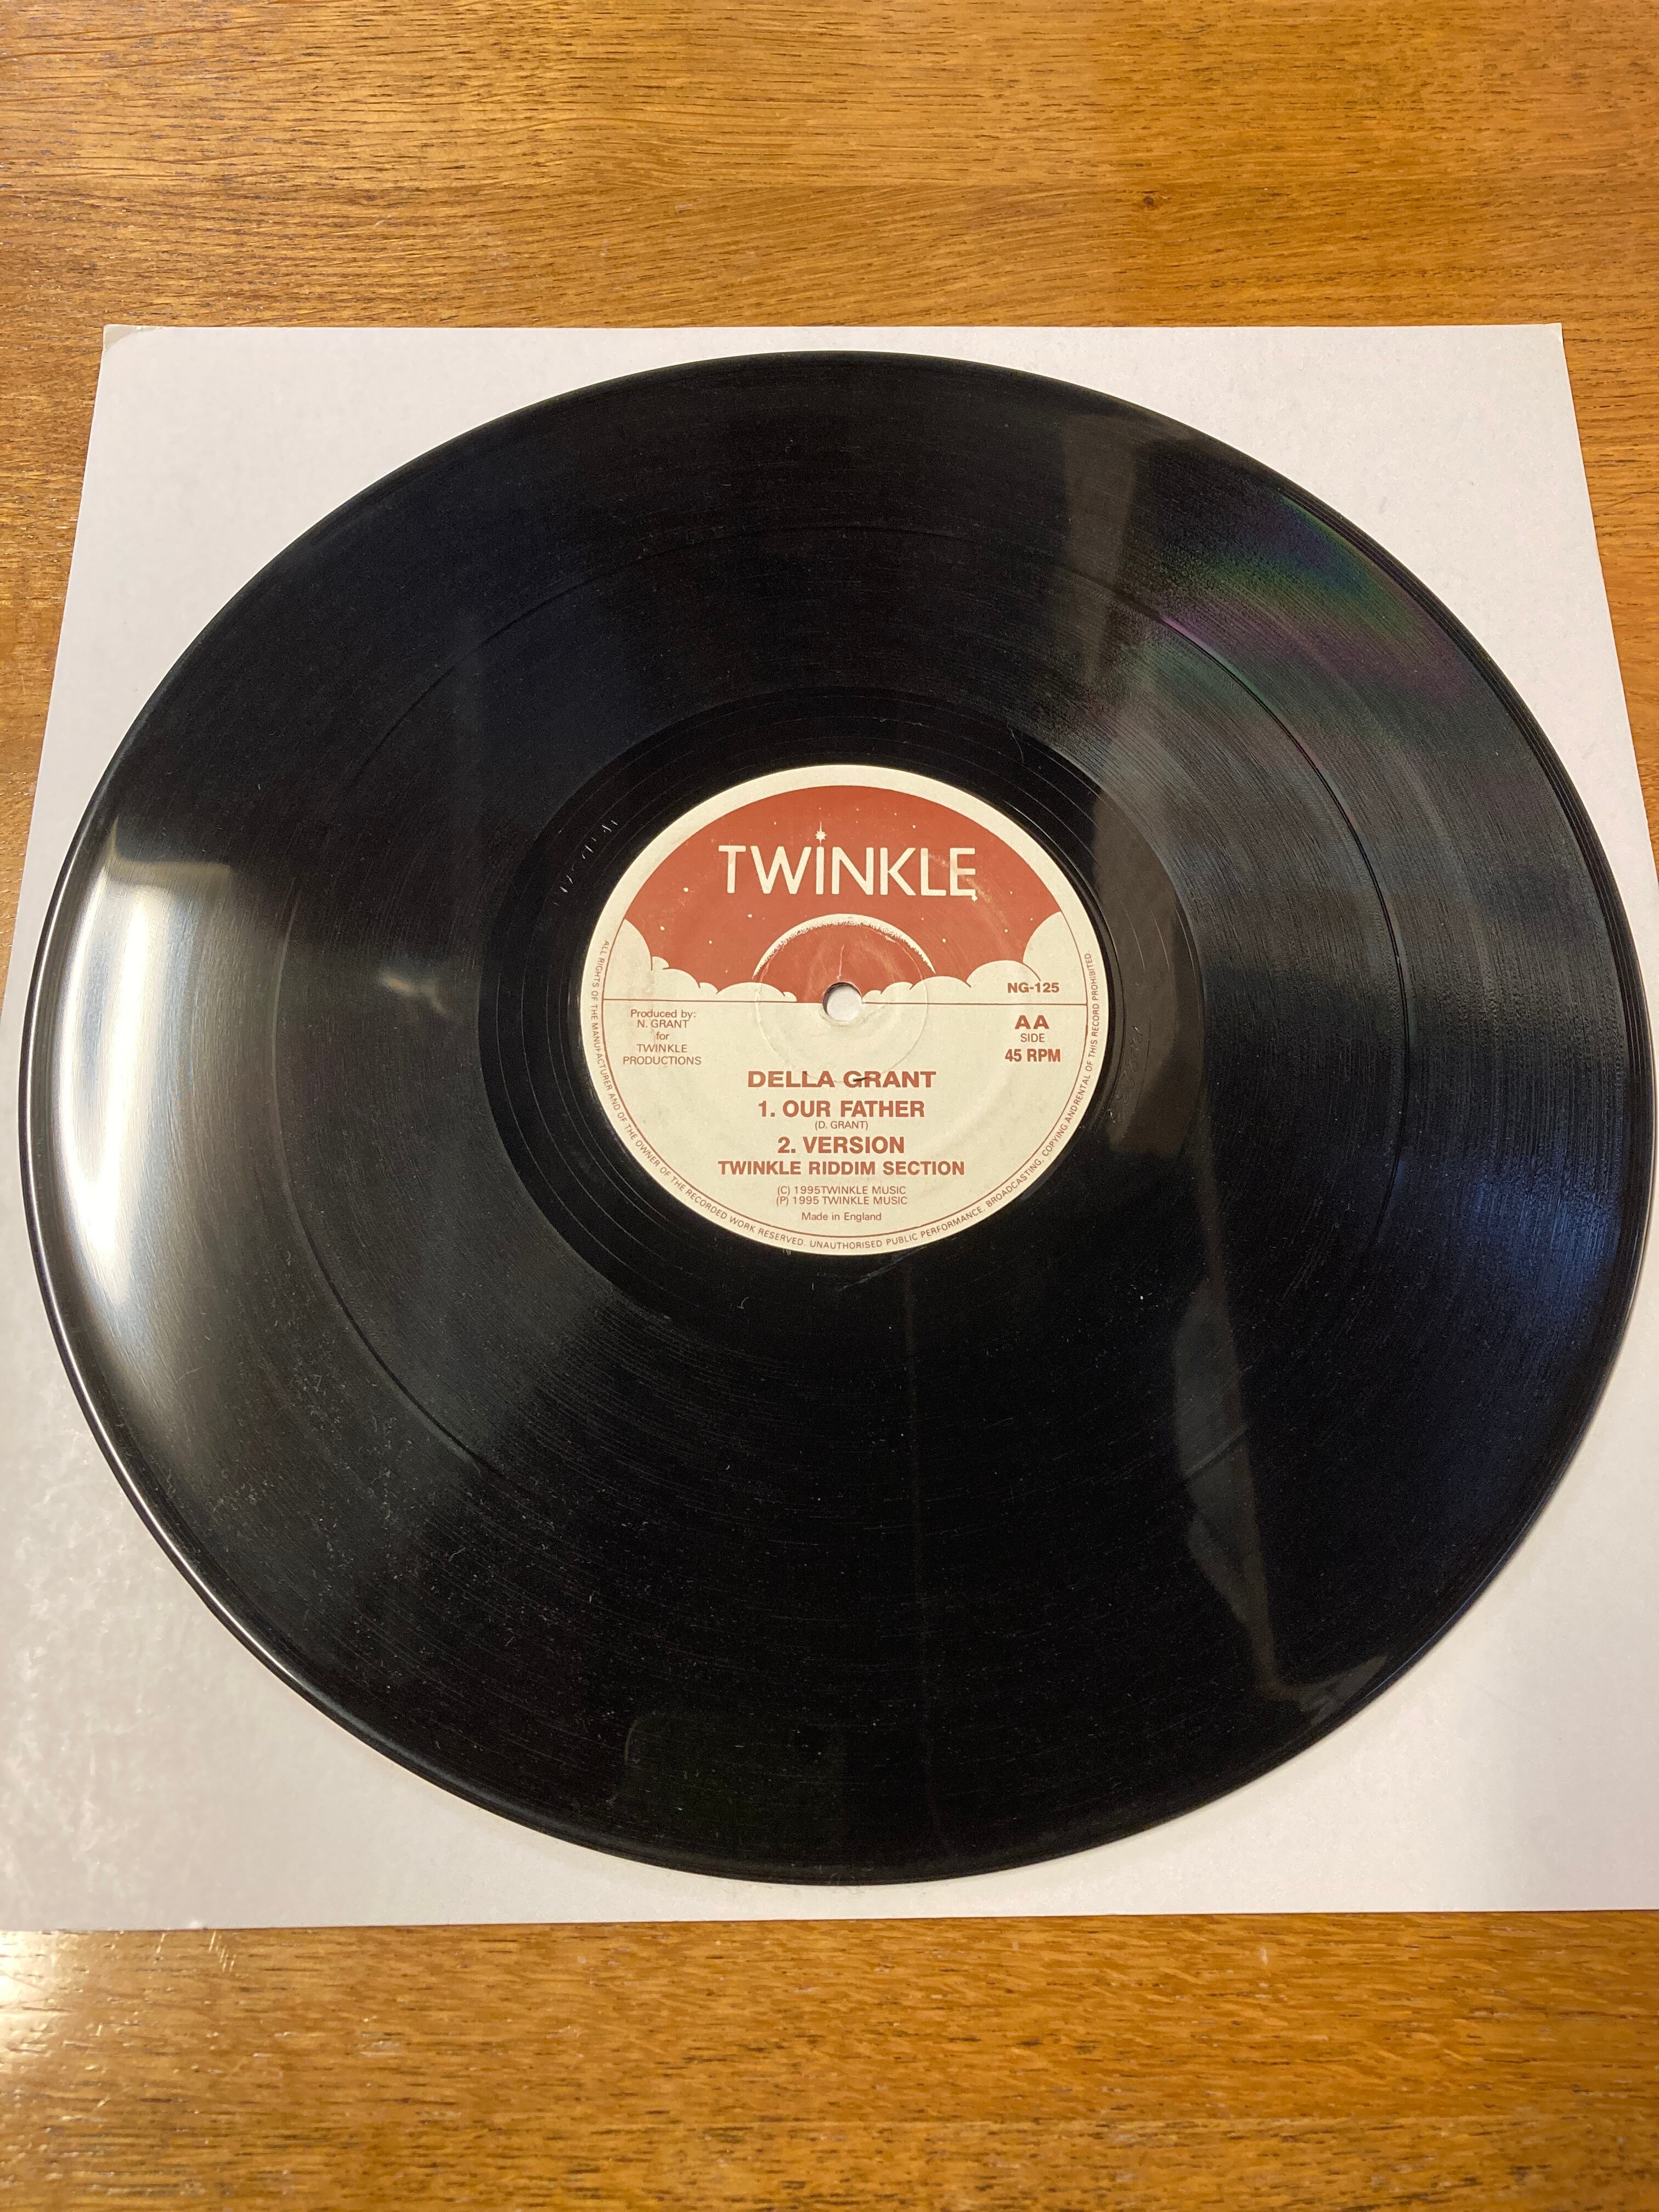 TWINKLE
NG-125
Produced by:
N. GRANT
for
TWINKLE
PRODUCTIONS
AA
SIDE
45 RPM
DELLA GRANT
1. OUR FATHER
(D. GRANT)
2. VERSION
TWINKLE RIDDIM SECTION
(C) 1995TWINKLE MUSIC
(P) 1995 TWINKLE MUSIC
Made in England
ALL RIGHTS OF THE MANUFACTURER AND OF THE OWNER OF THE RECORDED WORK RESERVED. UNAUTHORISED PUBLIC PERFORMANCE. BROADCASTING. COPYING AND RENTAL OF THIS RECORD PROHIBITED.